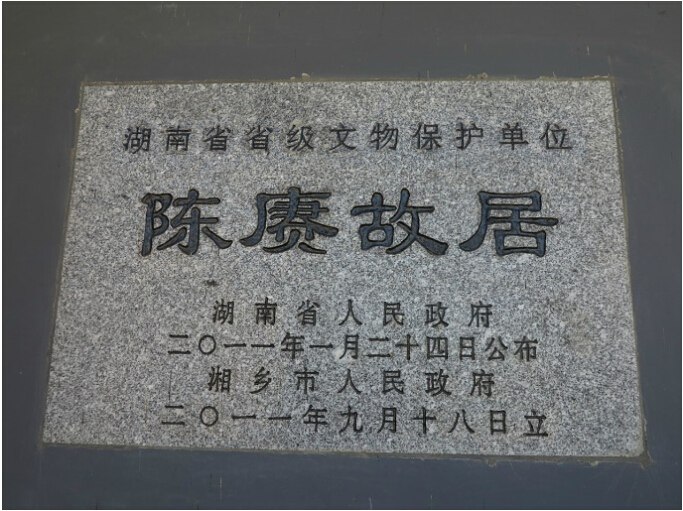 湖南省省级文物保护单位
陈赓故居
湖南省人民政府
二〇一一年一月二十四日公布
湘乡市人民政府
二〇一一年九月十八日立